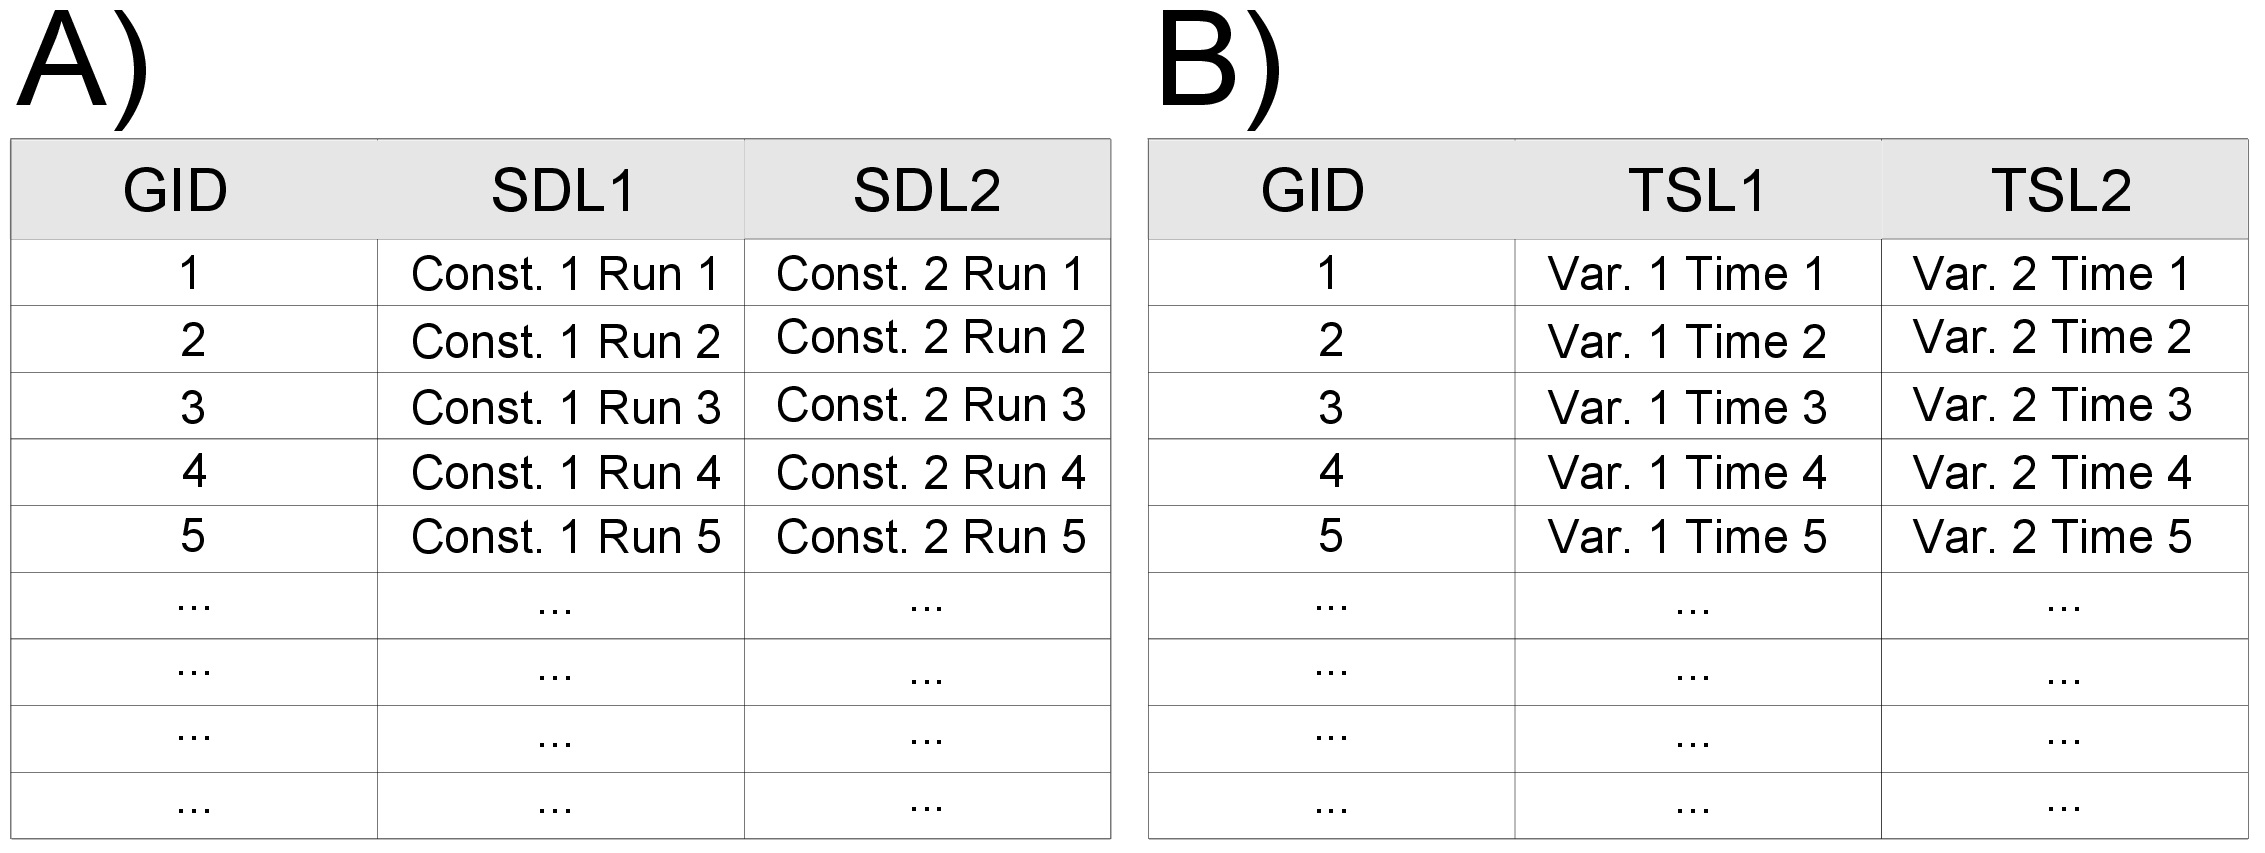 A)
GID SDL1 SDL2
1 Const. 1 Run 1 Const. 2 Run 1
2 Const. 1 Run 2 Const. 2 Run 2
3 Const. 1 Run 3 Const. 2 Run 3
4 Const. 1 Run 4 Const. 2 Run 4
5 Const. 1 Run 5 Const. 2 Run 5
... ... ...
... ... ...
... ... ...
... ... ...
B)
GID TSL1 TSL2
1 Var. 1 Time 1 Var. 2 Time 1
2 Var. 1 Time 2 Var. 2 Time 2
3 Var. 1 Time 3 Var. 2 Time 3
4 Var. 1 Time 4 Var. 2 Time 4
5 Var. 1 Time 5 Var. 2 Time 5
... ... ...
... ... ...
... ... ...
... ... ...